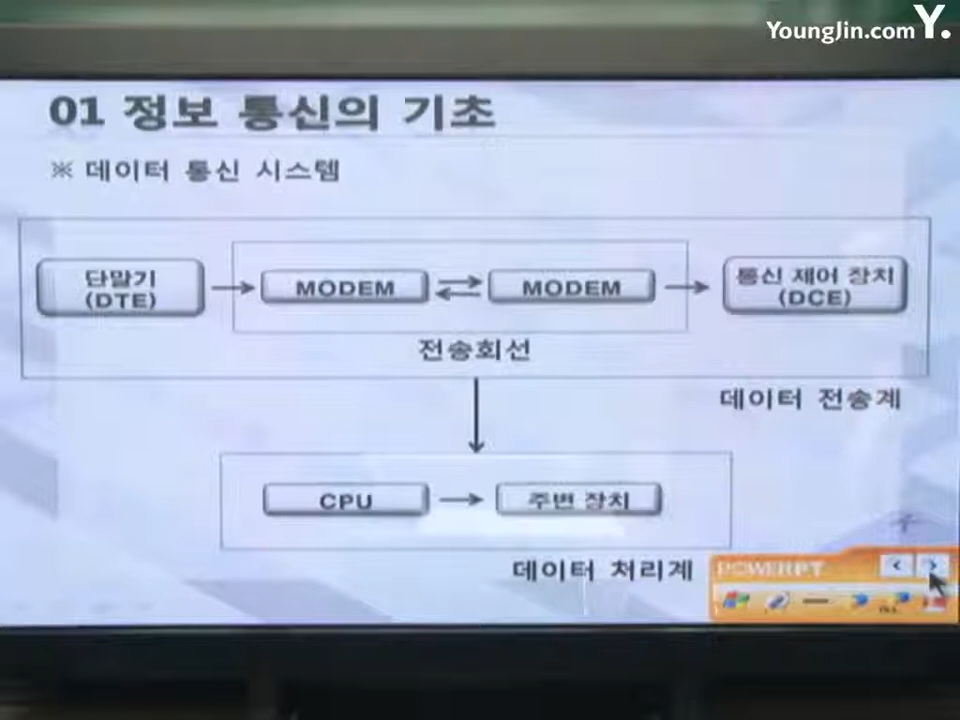 YoungJin.com Y.
01 정보 통신의 기초
※ 데이터 통신 시스템
단말기
(DTE)
MODEM
MODEM
통신 제어 장치
(DCE)
전송회선
데이터 전송계
CPU
주변 장치
데이터 처리계
POWERPT